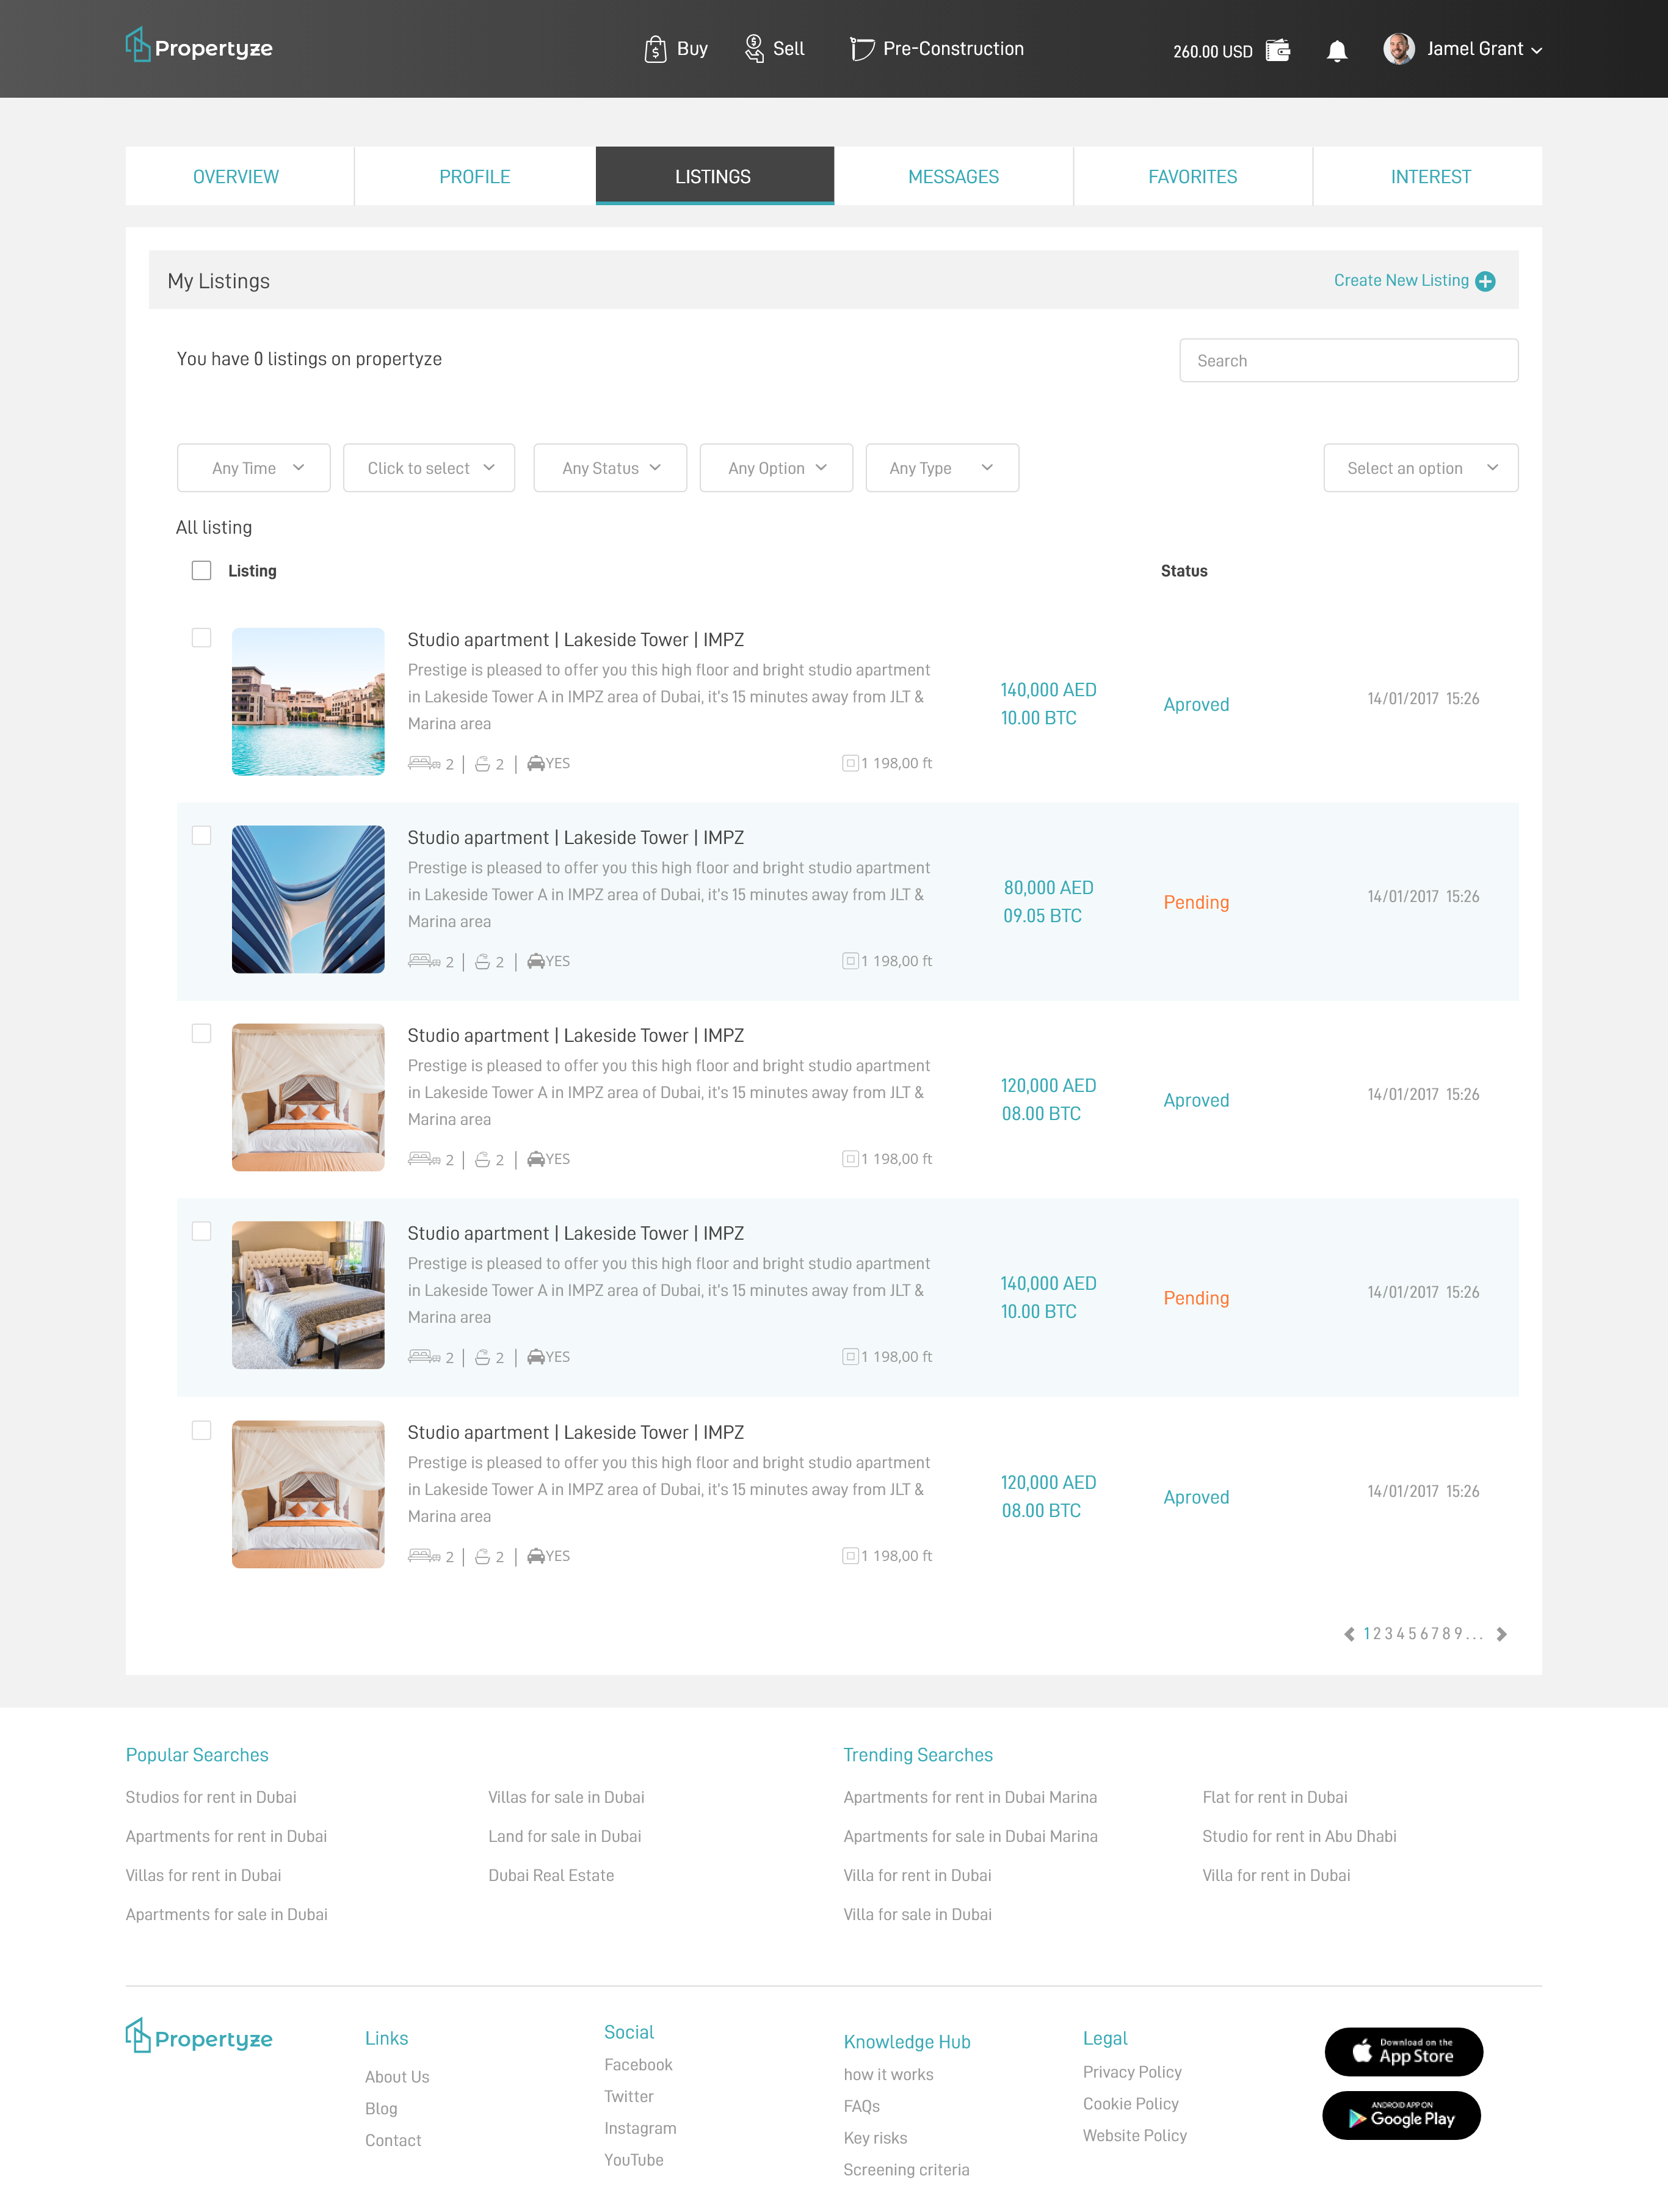 Propertyze
Buy
Sell
Pre-Construction
260.00 USD
Jamel Grant
OVERVIEW
PROFILE
LISTINGS
MESSAGES
FAVORITES
INTEREST
My Listings
Create New Listing
You have 0 listings on propertyze
Search
Any Time
Click to select
Any Status
Any Option
Any Type
Select an option
All listing
Listing
Status
Studio apartment | Lakeside Tower | IMPZ
Prestige is pleased to offer you this high floor and bright studio apartment
in Lakeside Tower A in IMPZ area of Dubai, it's 15 minutes away from JLT &
Marina area
2 | 2 | YES
1 198,00 ft
140,000 AED
10.00 BTC
Aproved
14/01/2017 15:26
Studio apartment | Lakeside Tower | IMPZ
Prestige is pleased to offer you this high floor and bright studio apartment
in Lakeside Tower A in IMPZ area of Dubai, it's 15 minutes away from JLT &
Marina area
2 | 2 | YES
1 198,00 ft
80,000 AED
09.05 BTC
Pending
14/01/2017 15:26
Studio apartment | Lakeside Tower | IMPZ
Prestige is pleased to offer you this high floor and bright studio apartment
in Lakeside Tower A in IMPZ area of Dubai, it's 15 minutes away from JLT &
Marina area
2 | 2 | YES
1 198,00 ft
120,000 AED
08.00 BTC
Aproved
14/01/2017 15:26
Studio apartment | Lakeside Tower | IMPZ
Prestige is pleased to offer you this high floor and bright studio apartment
in Lakeside Tower A in IMPZ area of Dubai, it's 15 minutes away from JLT &
Marina area
2 | 2 | YES
1 198,00 ft
140,000 AED
10.00 BTC
Pending
14/01/2017 15:26
Studio apartment | Lakeside Tower | IMPZ
Prestige is pleased to offer you this high floor and bright studio apartment
in Lakeside Tower A in IMPZ area of Dubai, it's 15 minutes away from JLT &
Marina area
2 | 2 | YES
1 198,00 ft
120,000 AED
08.00 BTC
Aproved
14/01/2017 15:26
1 2 3 4 5 6 7 8 9 . . .
Popular Searches
Studios for rent in Dubai
Apartments for rent in Dubai
Villas for rent in Dubai
Apartments for sale in Dubai
Villas for sale in Dubai
Land for sale in Dubai
Dubai Real Estate
Trending Searches
Apartments for rent in Dubai Marina
Apartments for sale in Dubai Marina
Villa for rent in Dubai
Villa for sale in Dubai
Flat for rent in Dubai
Studio for rent in Abu Dhabi
Villa for rent in Dubai
Propertyze
Links
About Us
Blog
Contact
Social
Facebook
Twitter
Instagram
YouTube
Knowledge Hub
how it works
FAQs
Key risks
Screening criteria
Legal
Privacy Policy
Cookie Policy
Website Policy
Download on the
App Store
ANDROID APP ON
Google Play